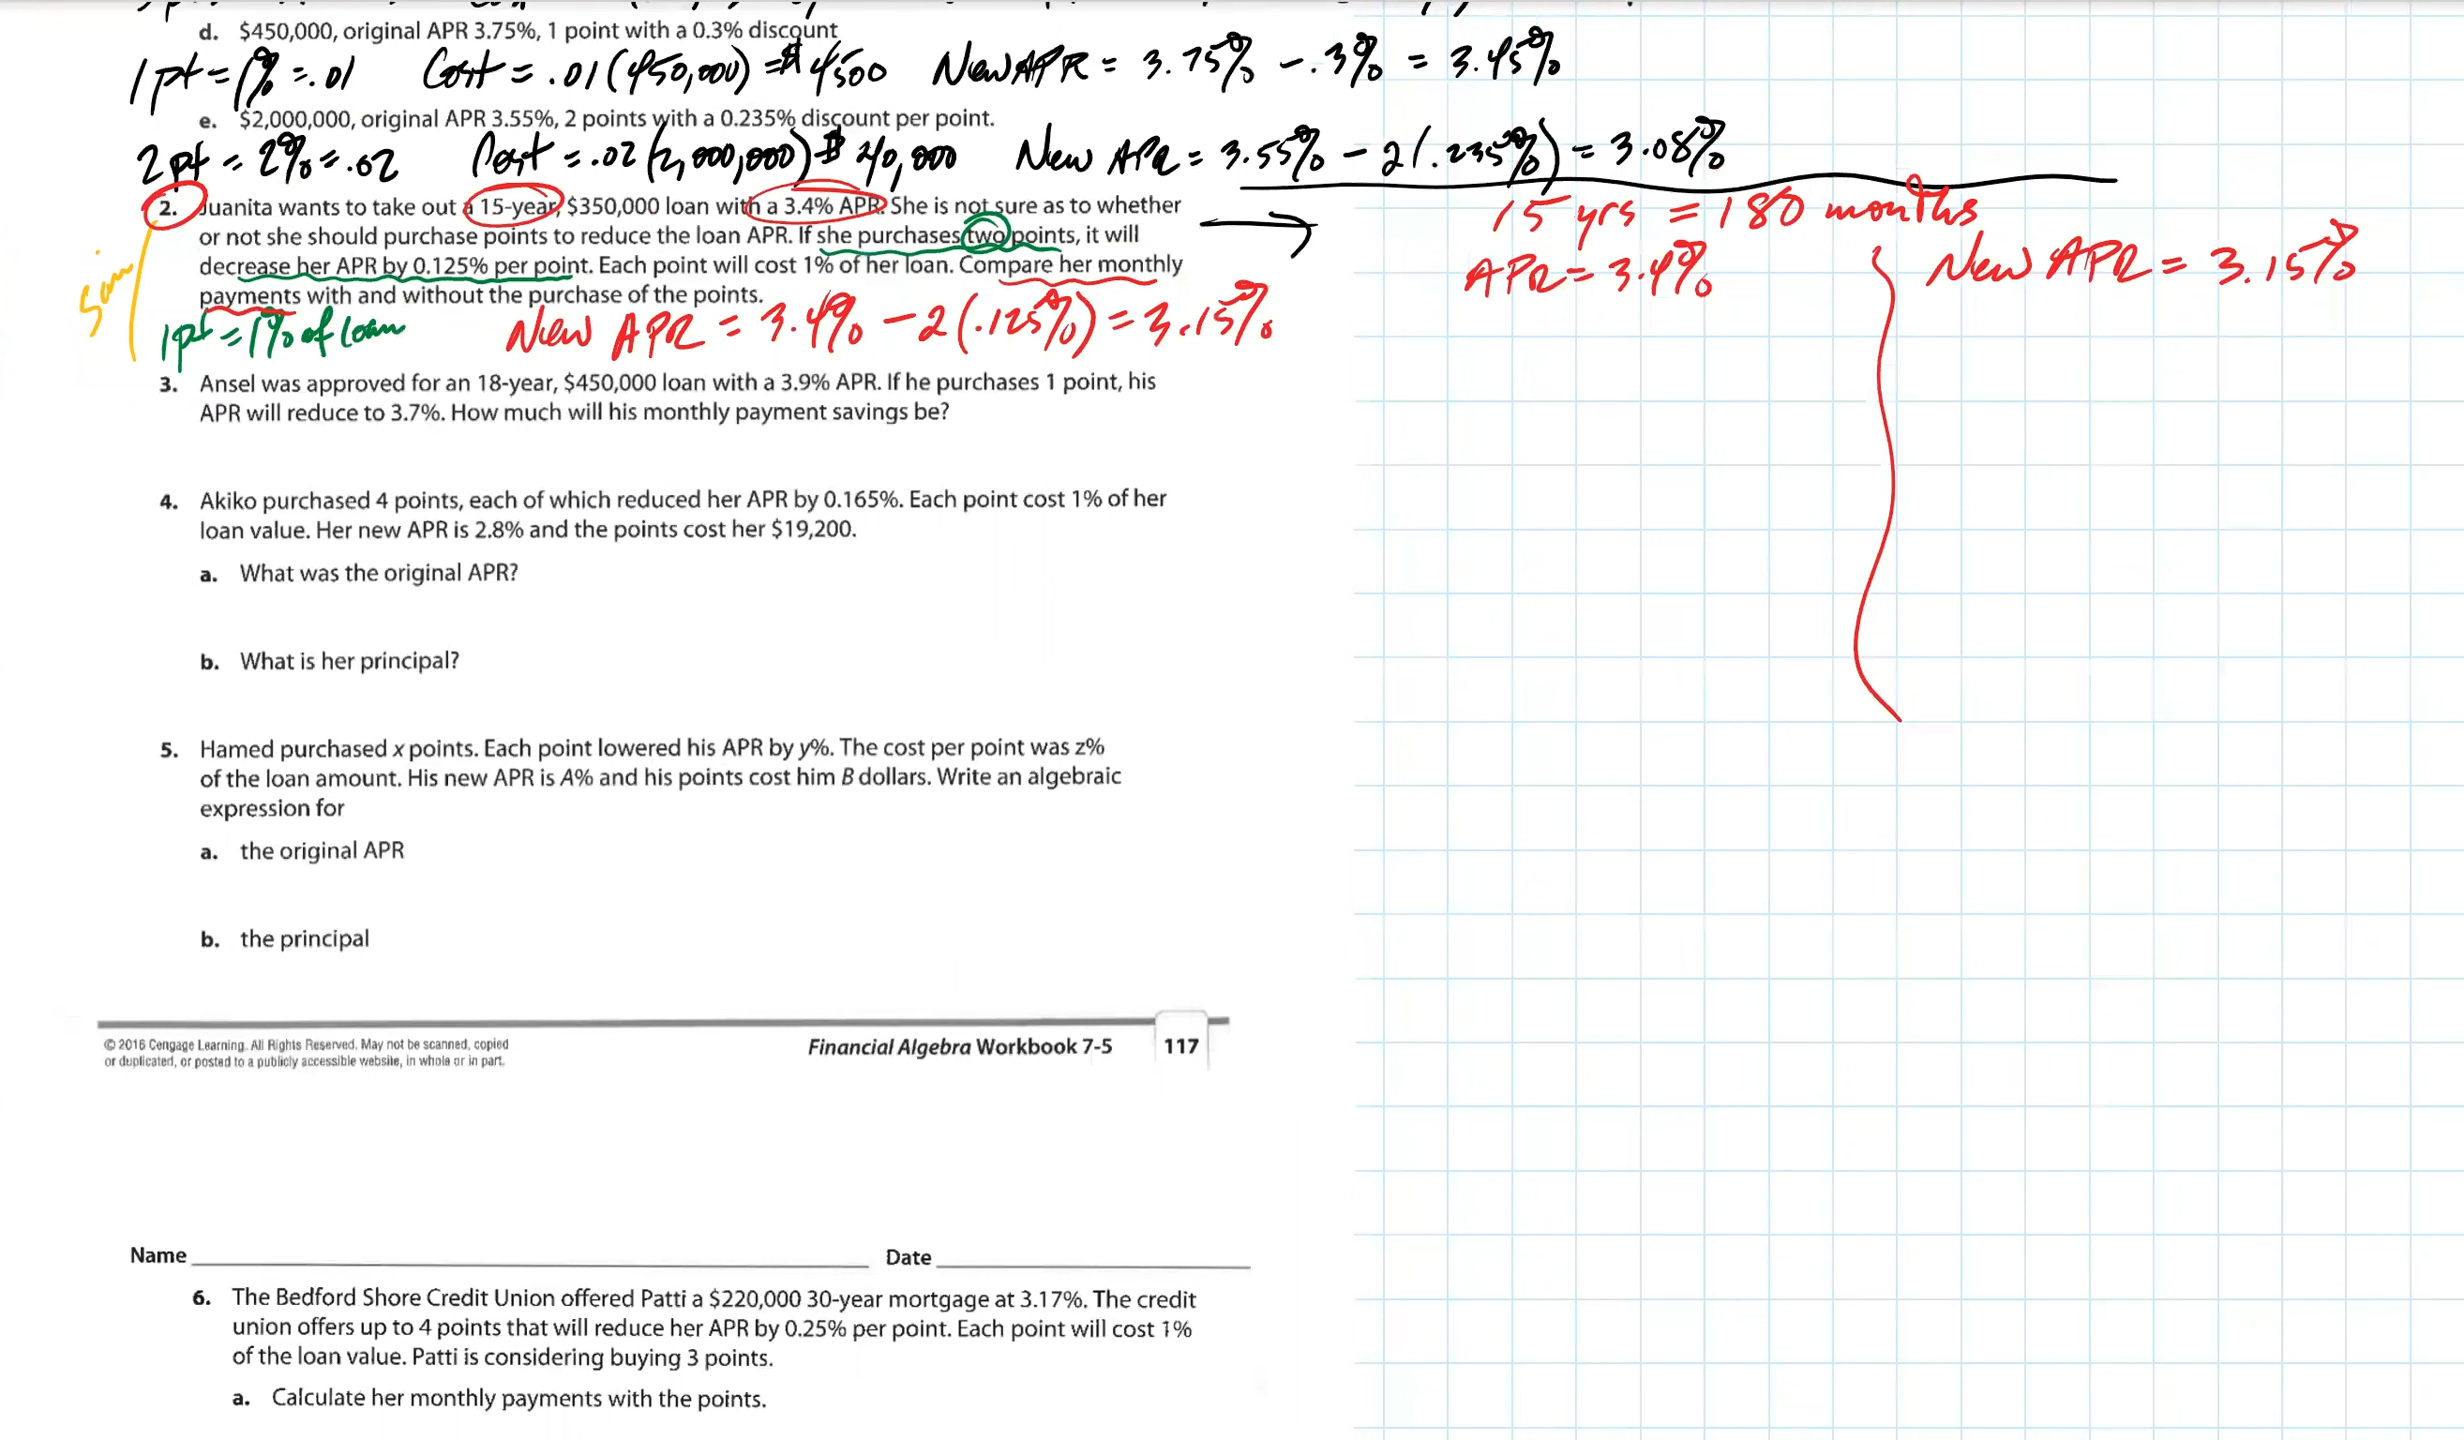 d. $450,000, original APR 3.75%, 1 point with a 0.3% discount
1pt = 1% = .01 Cost = .01(450,000) = $4500 New APR = 3.75% - .3% = 3.45%
e. $2,000,000, original APR 3.55%, 2 points with a 0.235% discount per point.
2pt = 2% = .02 Cost = .02(2,000,000) $40,000 New APR = 3.55% - 2(.235%) = 3.08%
2. Juanita wants to take out a 15-year, $350,000 loan with a 3.4% APR. She is not sure as to whether
or not she should purchase points to reduce the loan APR. If she purchases two points, it will
decrease her APR by 0.125% per point. Each point will cost 1% of her loan. Compare her monthly
payments with and without the purchase of the points.
1pt = 1% of loan New APR = 3.4% - 2(.125%) = 3.15%
15 yrs = 180 months
APR = 3.4% New APR = 3.15%
3. Ansel was approved for an 18-year, $450,000 loan with a 3.9% APR. If he purchases 1 point, his
APR will reduce to 3.7%. How much will his monthly payment savings be?
4. Akiko purchased 4 points, each of which reduced her APR by 0.165%. Each point cost 1% of her
loan value. Her new APR is 2.8% and the points cost her $19,200.
a. What was the original APR?
b. What is her principal?
5. Hamed purchased x points. Each point lowered his APR by y%. The cost per point was z%
of the loan amount. His new APR is A% and his points cost him B dollars. Write an algebraic
expression for
a. the original APR
b. the principal
© 2016 Cengage Learning. All Rights Reserved. May not be scanned, copied
or duplicated, or posted to a publicly accessible website, in whole or in part.
Financial Algebra Workbook 7-5 117
Name Date
6. The Bedford Shore Credit Union offered Patti a $220,000 30-year mortgage at 3.17%. The credit
union offers up to 4 points that will reduce her APR by 0.25% per point. Each point will cost 1%
of the loan value. Patti is considering buying 3 points.
a. Calculate her monthly payments with the points.